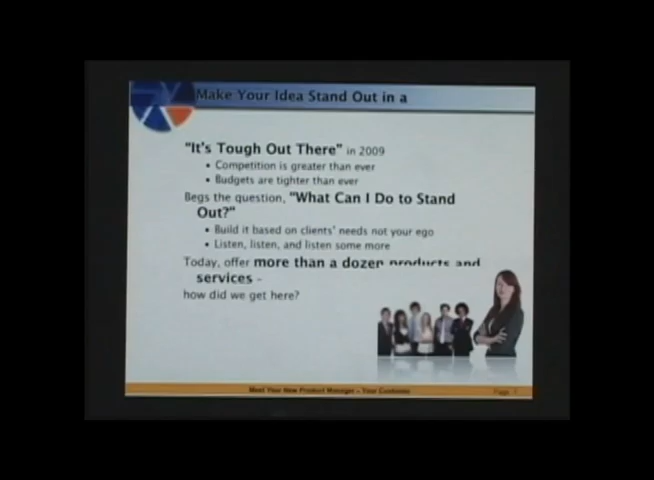 Make Your Idea Stand Out in a
"It's Tough Out There" in 2009
• Competition is greater than ever
• Budgets are tighter than ever
Begs the question, "What Can I Do to Stand
Out?"
• Build it based on clients' needs not your ego
• Listen, listen, and listen some more
Today, offer more than a dozen products and
services –
how did we get here?
Meet Your New Product Manager – Your Customers
Page